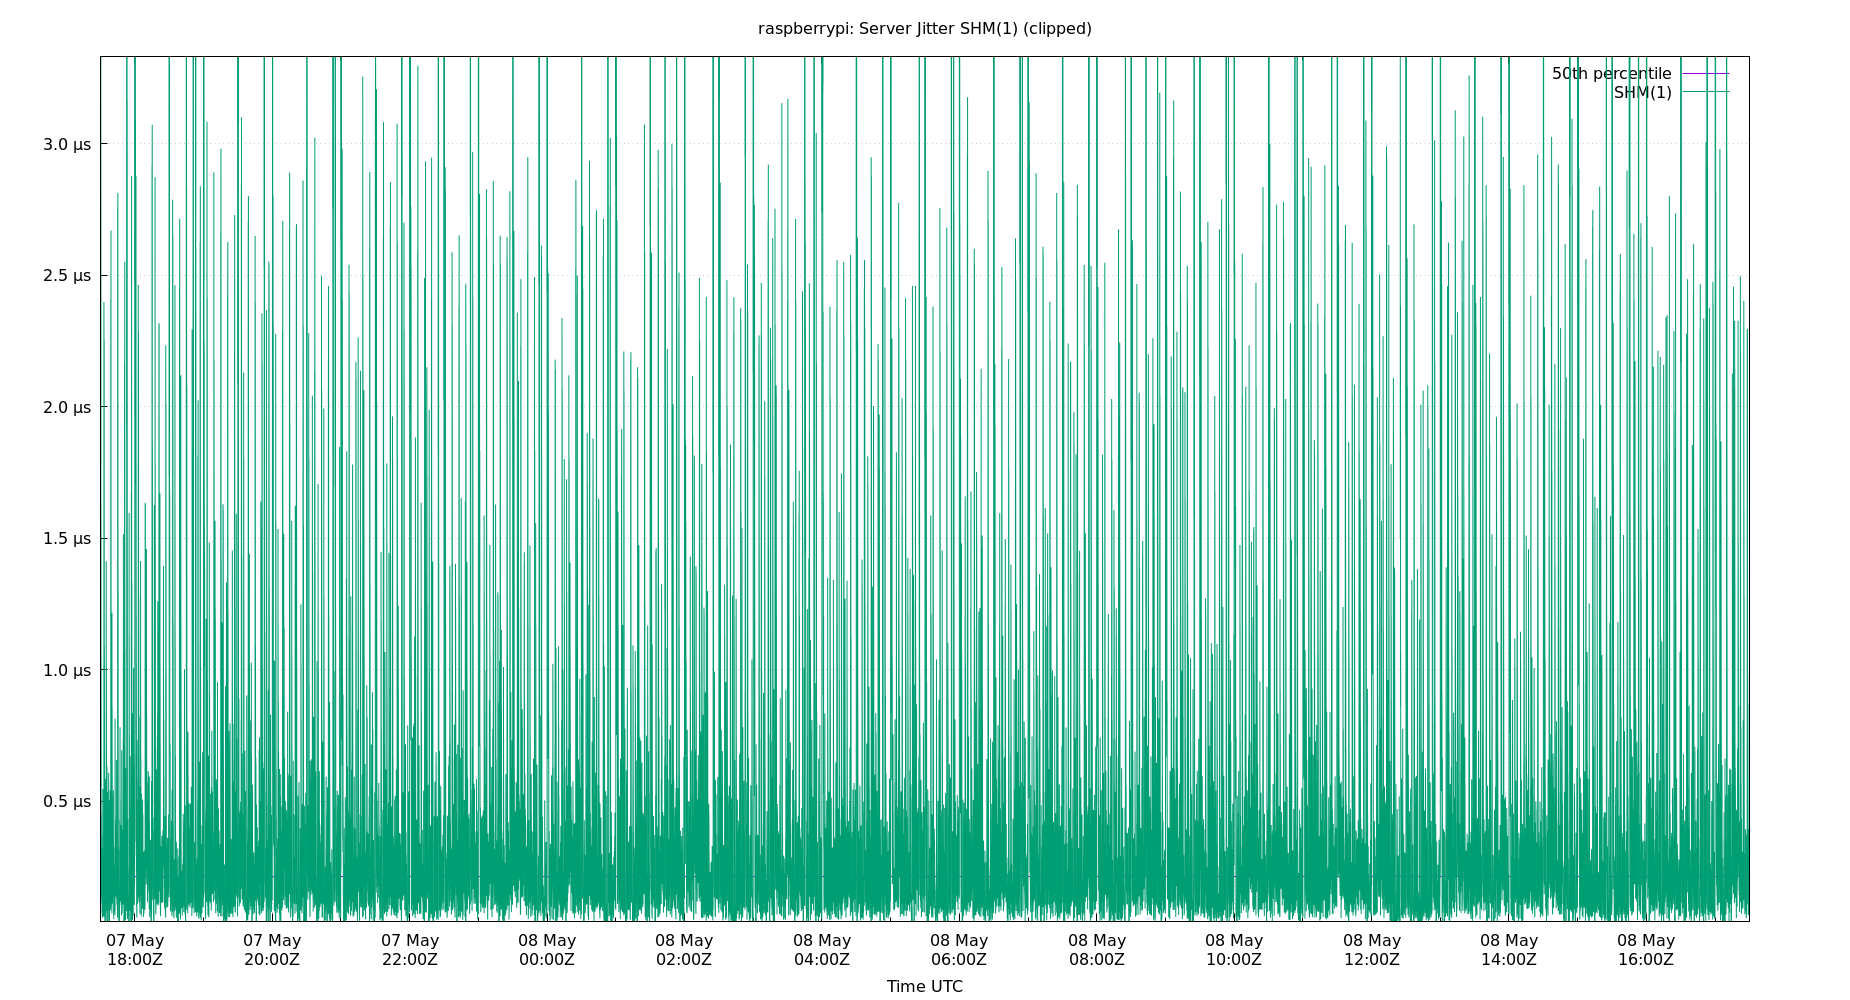 raspberrypi: Server Jitter SHM(1) (clipped)
50th percentile
SHM(1)
3.0 µs
2.5 µs
2.0 µs
1.5 µs
1.0 µs
0.5 µs
07 May 07 May 07 May 08 May 08 May 08 May 08 May 08 May 08 May 08 May 08 May 08 May
18:00Z 20:00Z 22:00Z 00:00Z 02:00Z 04:00Z 06:00Z 08:00Z 10:00Z 12:00Z 14:00Z 16:00Z
Time UTC